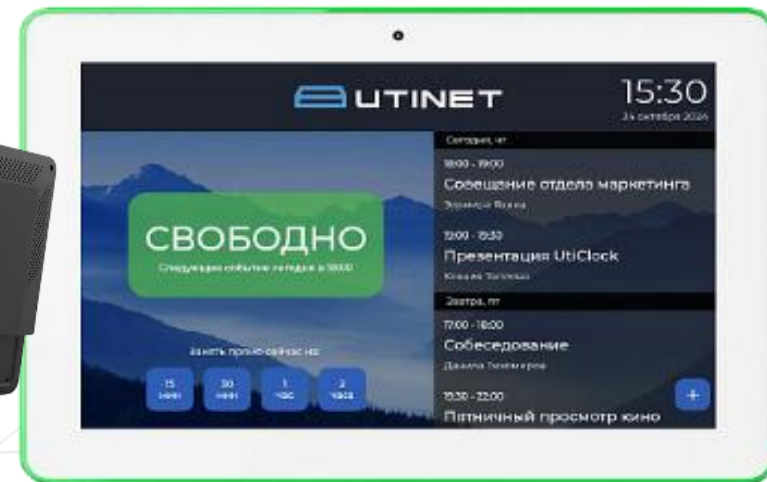 UTINET
15:30
24 октября 2024
СВОБОДНО
Следующее событие сегодня в 18:00
Занять прямо сейчас на:
15 мин
30 мин
1 час
2 часа
Сегодня, чт
18:00 - 19:00
Совещание отдела маркетинга
19:00 - 19:30
Презентация UtiClock
Завтра, пт
17:00 - 18:00
Собеседование
19:30 - 22:00
Пятничный просмотр кино
+